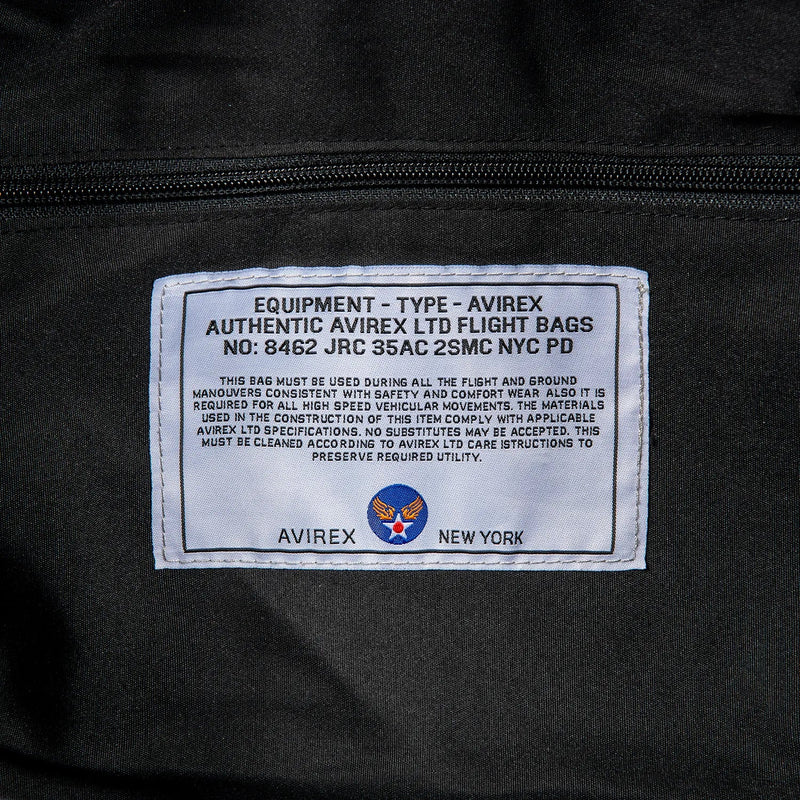 EQUIPMENT - TYPE - AVIREX
AUTHENTIC AVIREX LTD FLIGHT BAGS
NO: 8462 JRC 35AC 2SMC NYC PD
THIS BAG MUST BE USED DURING ALL THE FLIGHT AND GROUND
MANOUVERS CONSISTENT WITH SAFETY AND COMFORT WEAR ALSO IT IS
REQUIRED FOR ALL HIGH SPEED VEHICULAR MOVEMENTS. THE MATERIALS
USED IN THE CONSTRUCTION OF THIS ITEM COMPLY WITH APPLICABLE
AVIREX LTD SPECIFICATIONS. NO SUBSTITUTES MAY BE ACCEPTED. THIS
MUST BE CLEANED ACCORDING TO AVIREX LTD CARE ISTRUCTIONS TO
PRESERVE REQUIRED UTILITY.
AVIREX NEW YORK